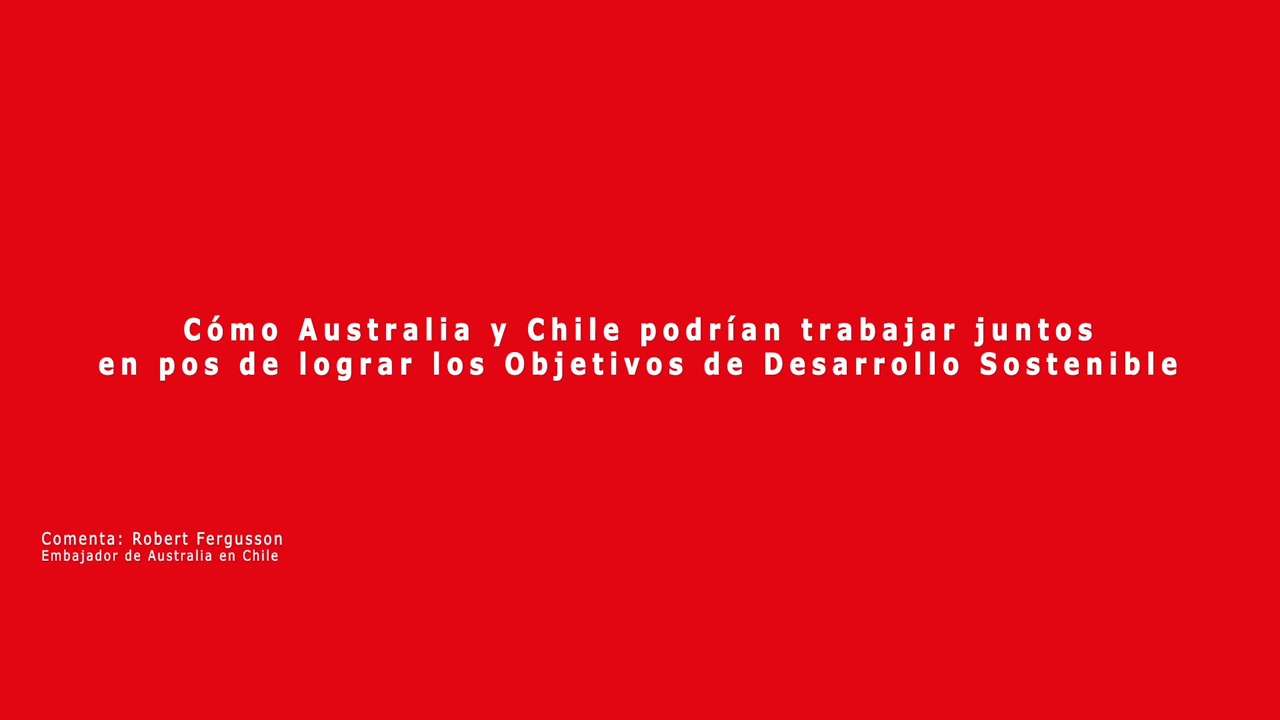 Cómo Australia y Chile podrían trabajar juntos
en pos de lograr los Objetivos de Desarrollo Sostenible
Comenta: Robert Fergusson
Embajador de Australia en Chile